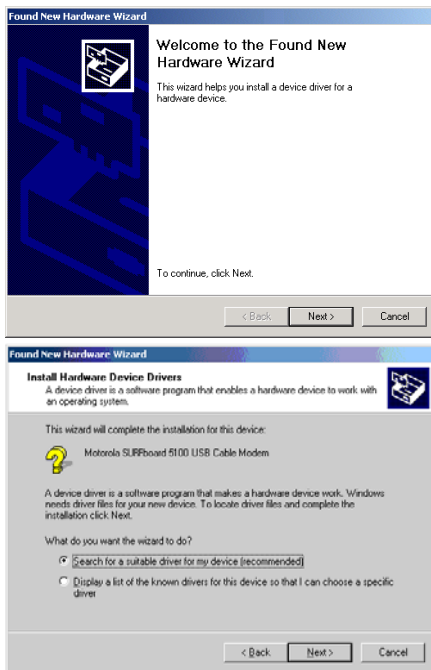 Found New Hardware Wizard
Welcome to the Found New
Hardware Wizard
This wizard helps you install a device driver for a
hardware device.
To continue, click Next.
< Back
Next >
Cancel
Found New Hardware Wizard
Install Hardware Device Drivers
A device driver is a software program that enables a hardware device to work with
an operating system.
This wizard will complete the installation for this device:
Motorola SURFboard 5100 USB Cable Modem
A device driver is a software program that makes a hardware device work. Windows
needs driver files for your new device. To locate driver files and complete the
installation click Next.
What do you want the wizard to do?
Search for a suitable driver for my device (recommended)
Display a list of the known drivers for this device so that I can choose a specific
driver
< Back
Next >
Cancel